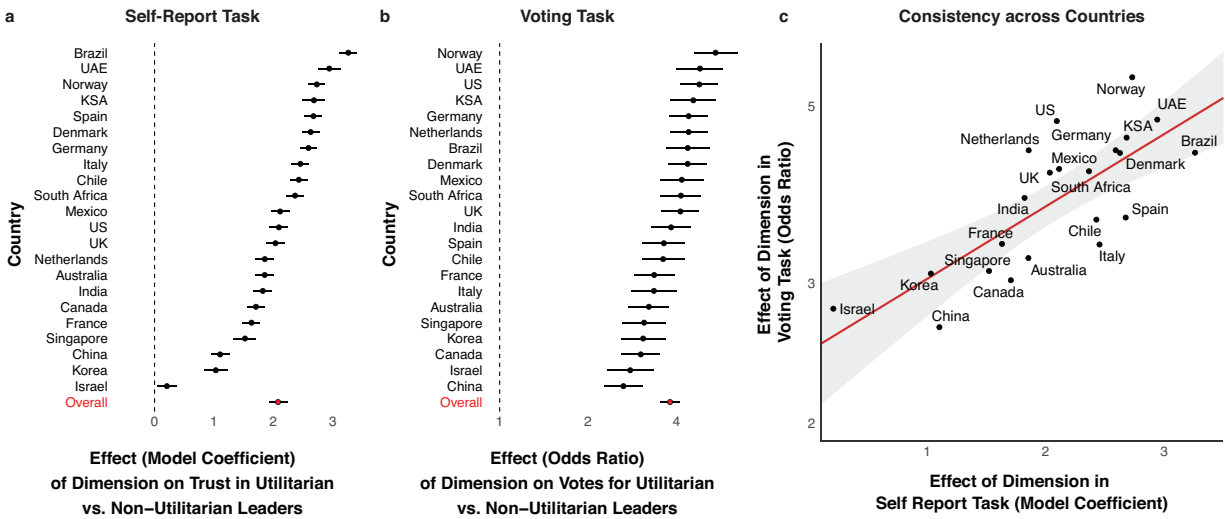 a
Self-Report Task
Country
Brazil
UAE
Norway
KSA
Spain
Denmark
Germany
Italy
Chile
South Africa
Mexico
US
UK
Netherlands
Australia
India
Canada
France
Singapore
China
Korea
Israel
Overall
0 1 2 3
Effect (Model Coefficient)
of Dimension on Trust in Utilitarian
vs. Non−Utilitarian Leaders
b
Voting Task
Country
Norway
UAE
US
KSA
Germany
Netherlands
Brazil
Denmark
Mexico
South Africa
UK
India
Spain
Chile
France
Italy
Australia
Singapore
Korea
Canada
Israel
China
Overall
1 2 4
Effect (Odds Ratio)
of Dimension on Votes for Utilitarian
vs. Non−Utilitarian Leaders
c
Consistency across Countries
Effect of Dimension in
Voting Task (Odds Ratio)
5
3
2
Norway
US
UAE
Netherlands
Germany
KSA
Brazil
Mexico
Denmark
UK
South Africa
India
Spain
Chile
France
Italy
Singapore
Australia
Korea
Canada
Israel
China
1 2 3
Effect of Dimension in
Self Report Task (Model Coefficient)